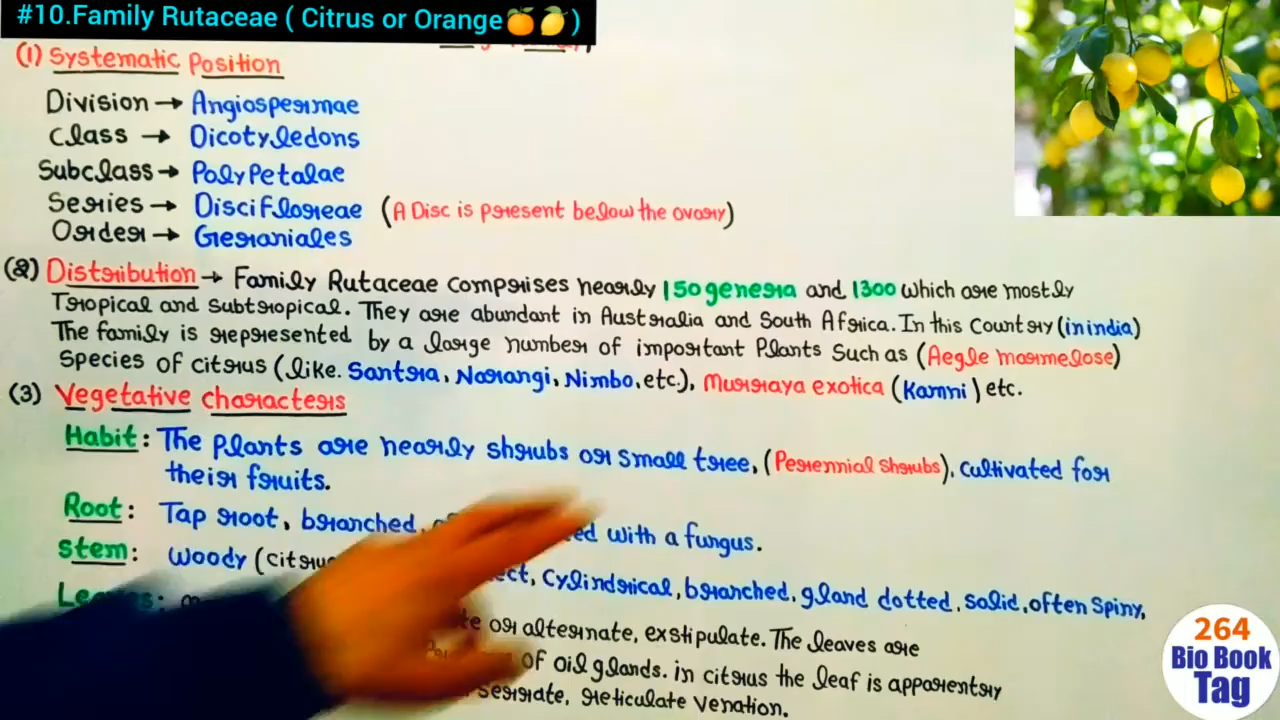 #10.Family Rutaceae ( Citrus or Orange🍊🍋)
(1) Systematic Position
Division → Angiospermae
Class → Dicotyledons
Subclass → PolyPetalae
Series → Discifloreae (A Disc is present below the ovary)
Order → Geraniales
(2) Distribution → Family Rutaceae comprises nearly 150 genera and 1300 which are mostly
Tropical and Subtropical. They are abundant in Australia and South Africa. In this Country (in india)
The family is represented by a large number of important Plants Such as (Aegle marmelose)
Species of citrus (like. Santra, Narangi, Nimbo, etc.), Murraya exotica (Kamni) etc.
(3) Vegetative characters
Habit : The Plants are nearly shrubs or small tree, (Perennial Shrubs), cultivated for
their fruits.
Root : Tap root, branched, with a fungus.
Stem : Woody (citrus Cylindrical, branched, gland dotted, solid, often Spiny,
Leaves: or alternate, exstipulate. The leaves are
of oil glands. in citrus the leaf is apparentry
serrate, reticulate venation.
264
Bio Book
Tag